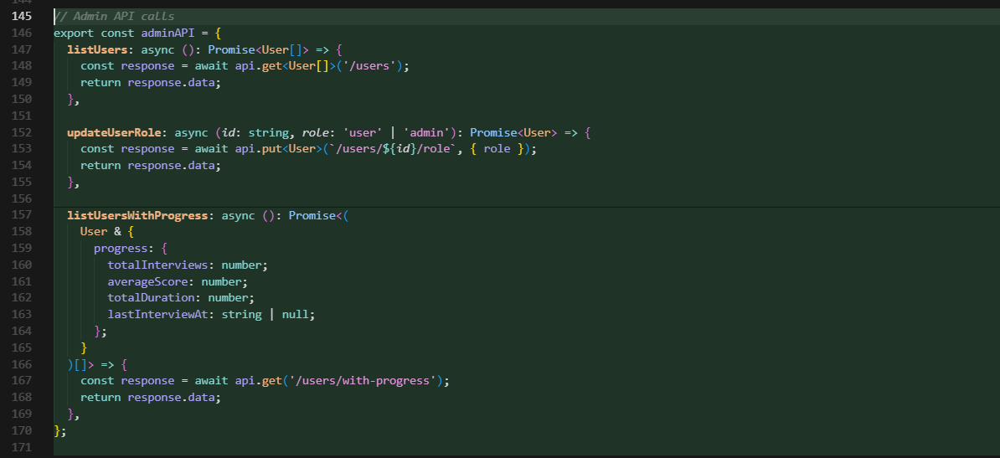 144
145 // Admin API calls
146 export const adminAPI = {
147   listUsers: async (): Promise<User[]> => {
148     const response = await api.get<User[]>('/users');
149     return response.data;
150   },
151
152   updateUserRole: async (id: string, role: 'user' | 'admin'): Promise<User> => {
153     const response = await api.put<User>(`/users/${id}/role`, { role });
154     return response.data;
155   },
156
157   listUsersWithProgress: async (): Promise<(
158     User & {
159       progress: {
160         totalInterviews: number;
161         averageScore: number;
162         totalDuration: number;
163         lastInterviewAt: string | null;
164       };
165     }
166   )[]> => {
167     const response = await api.get('/users/with-progress');
168     return response.data;
169   },
170 };
171